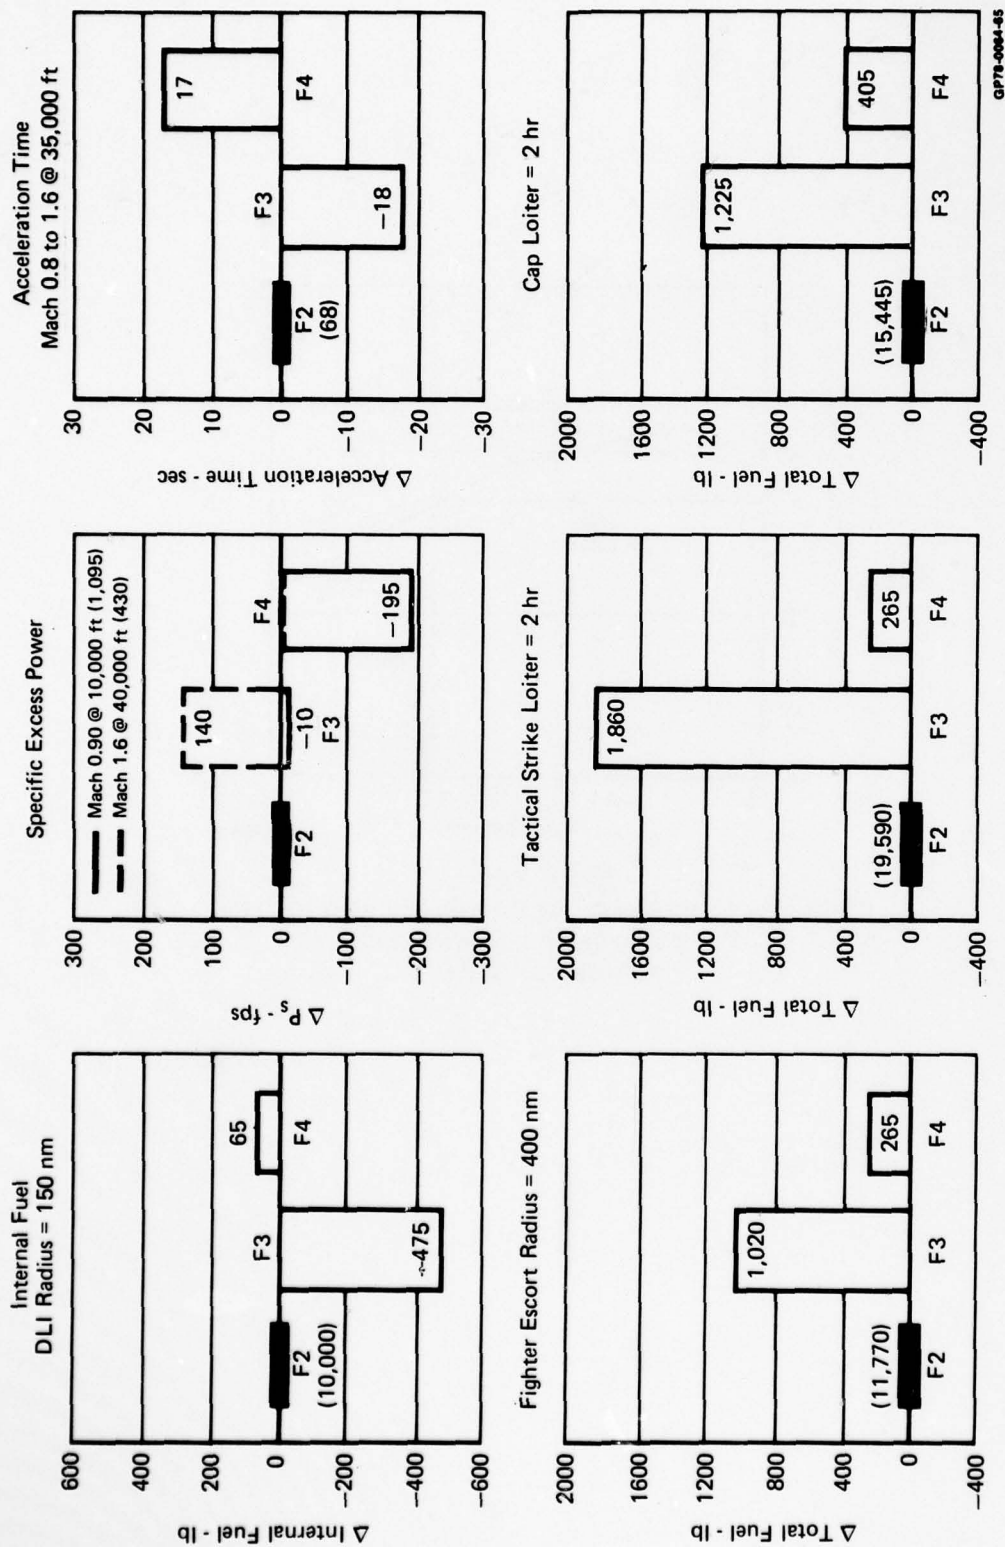 Internal Fuel
DLI Radius = 150 nm
Δ Internal Fuel - lb
600
400
200
0
−200
−400
−600
F2
(10,000)
F3
−475
65
F4
Specific Excess Power
Mach 0.90 @ 10,000 ft (1,095)
Mach 1.6 @ 40,000 ft (430)
Δ Ps - fps
300
200
100
0
−100
−200
−300
F2
140
−10
F3
F4
−195
Acceleration Time
Mach 0.8 to 1.6 @ 35,000 ft
Δ Acceleration Time - sec
30
20
10
0
−10
−20
−30
F2
(68)
F3
−18
17
F4
Fighter Escort Radius = 400 nm
Δ Total Fuel - lb
2000
1600
1200
800
400
0
−400
(11,770)
F2
1,020
F3
265
F4
Tactical Strike Loiter = 2 hr
Δ Total Fuel - lb
2000
1600
1200
800
400
0
−400
(19,590)
F2
1,860
F3
265
F4
Cap Loiter = 2 hr
Δ Total Fuel - lb
2000
1600
1200
800
400
0
−400
(15,445)
F2
1,225
F3
405
F4
GP78-0084-65